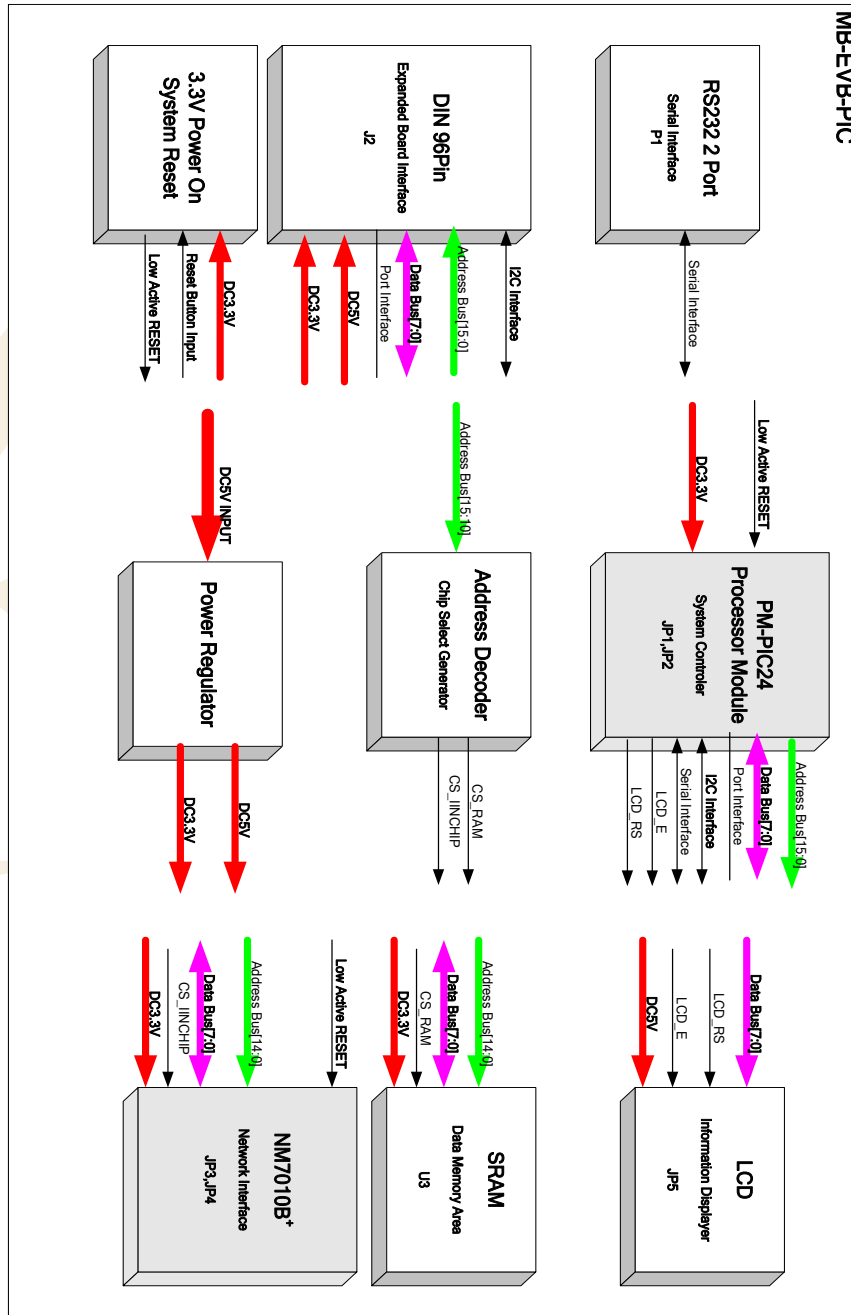 MB-EVB-PIC
RS232 2 Port
Serial Interface
P1
Serial Interface
Low Active RESET
DC3.3V
PM-PIC24
Processor Module
System Controler
JP1,JP2
Address Bus[15:0]
Data Bus[7:0]
Port Interface
I2C Interface
Serial Interface
LCD_E
LCD_RS
Data Bus[7:0]
LCD_RS
LCD_E
DC5V
LCD
Information Displayer
JP5
DIN 96Pin
Expanded Board Interface
J2
I2C Interface
Address Bus[15:0]
Data Bus[7:0]
Port Interface
DC5V
DC3.3V
Address Bus[15:10]
Address Decoder
Chip Select Generator
CS_RAM
CS_IINCHIP
Address Bus[14:0]
Data Bus[7:0]
CS_RAM
DC3.3V
SRAM
Data Memory Area
U3
3.3V Power On
System Reset
DC3.3V
Reset Button Input
Low Active RESET
DC5V INPUT
Power Regulator
DC5V
DC3.3V
Low Active RESET
Address Bus[14:0]
Data Bus[7:0]
CS_IINCHIP
DC3.3V
NM7010B+
Network Interface
JP3,JP4